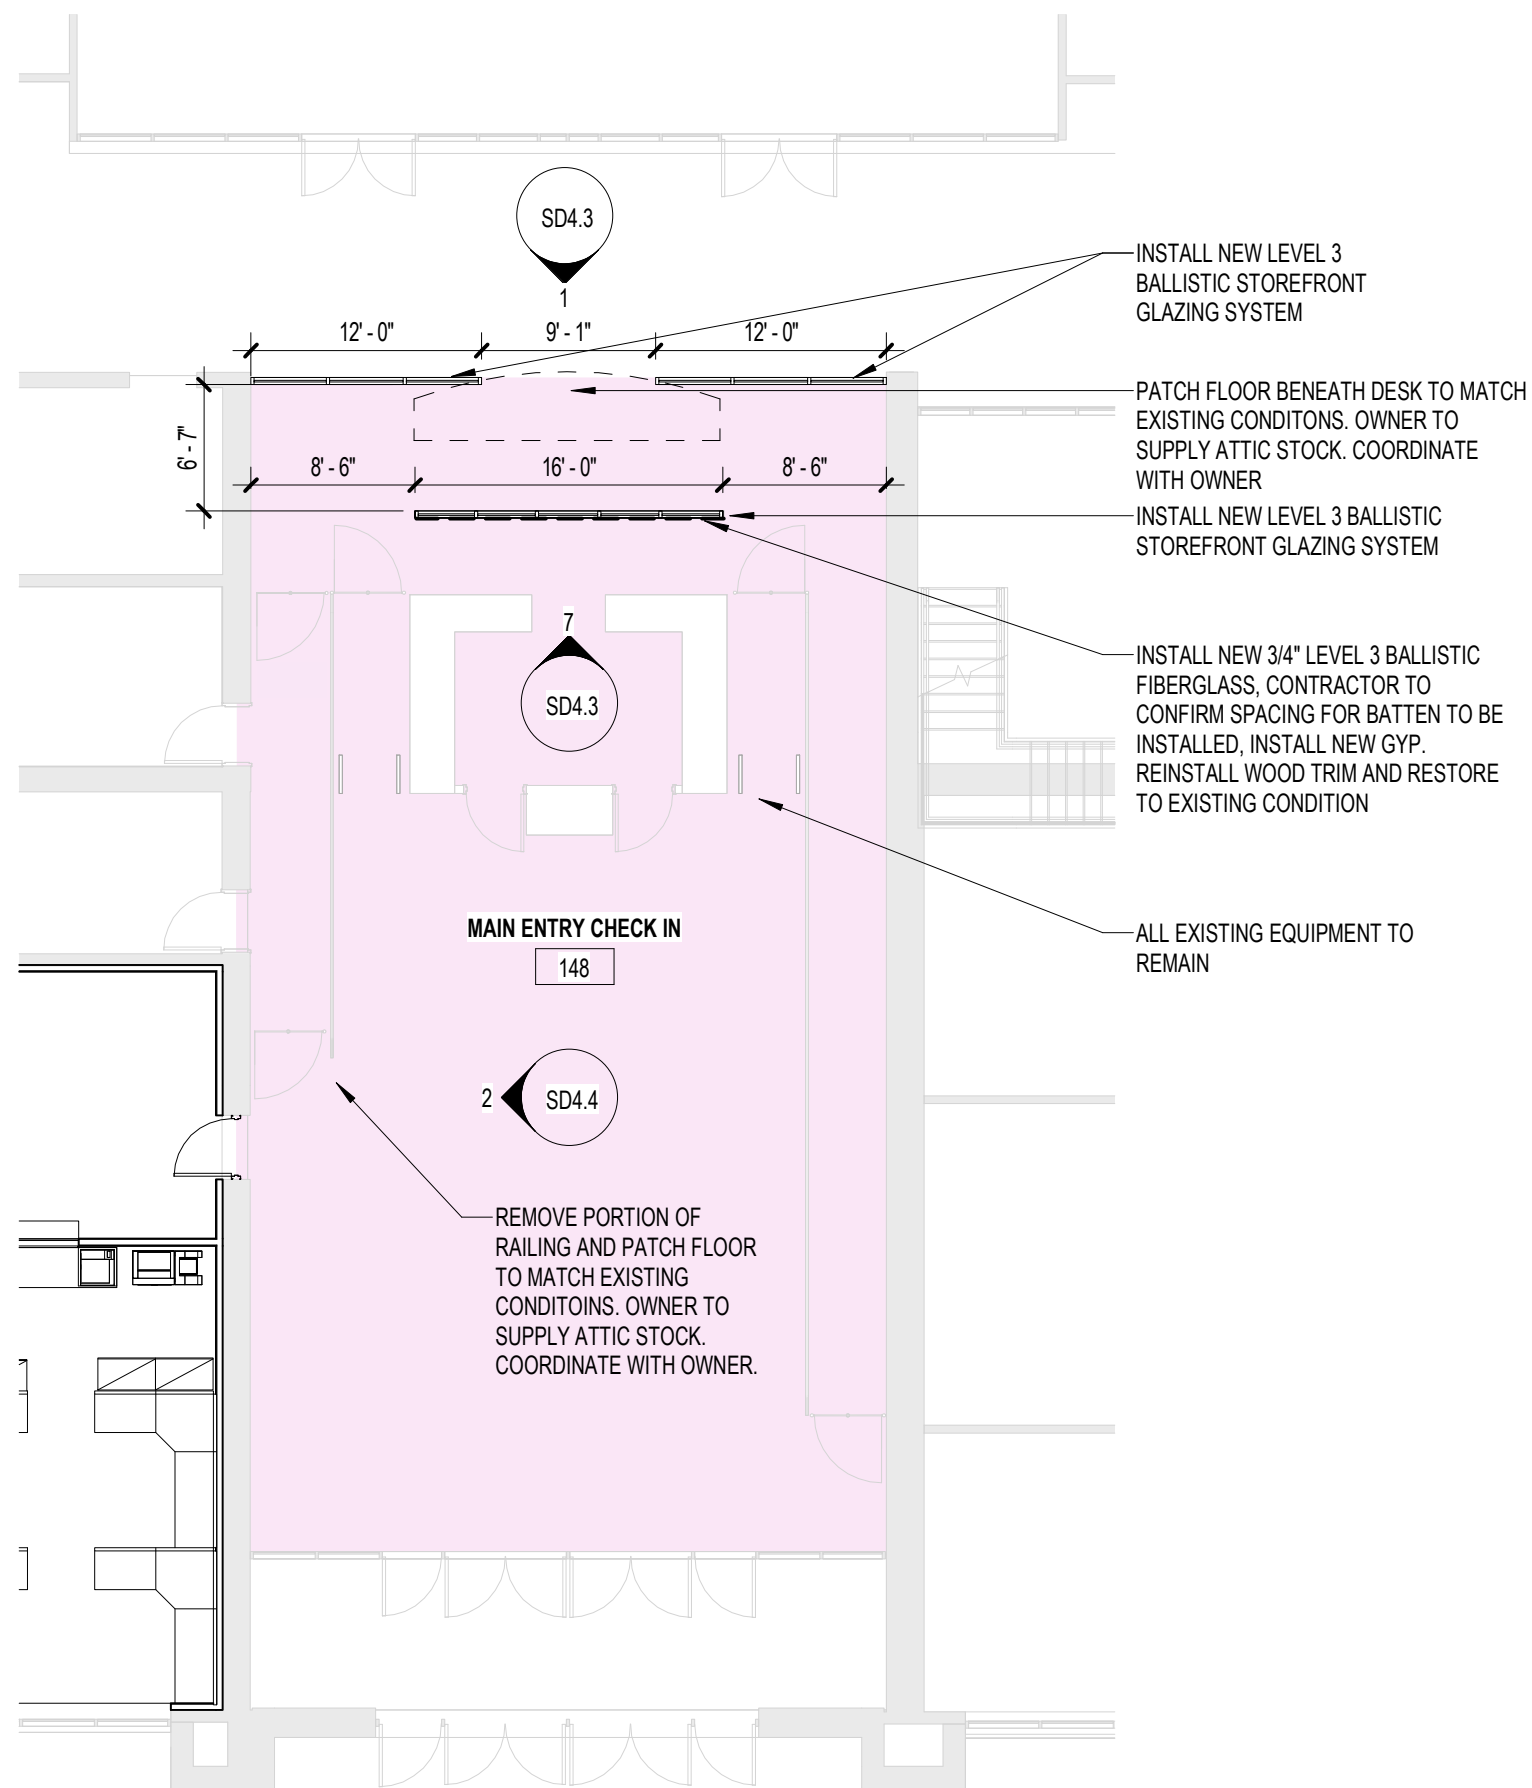 SD4.3
1
12' - 0"
9' - 1"
12' - 0"
6' - 7"
8' - 6"
16' - 0"
8' - 6"
INSTALL NEW LEVEL 3
BALLISTIC STOREFRONT
GLAZING SYSTEM
PATCH FLOOR BENEATH DESK TO MATCH
EXISTING CONDITONS. OWNER TO
SUPPLY ATTIC STOCK. COORDINATE
WITH OWNER
INSTALL NEW LEVEL 3 BALLISTIC
STOREFRONT GLAZING SYSTEM
7
SD4.3
INSTALL NEW 3/4" LEVEL 3 BALLISTIC
FIBERGLASS, CONTRACTOR TO
CONFIRM SPACING FOR BATTEN TO BE
INSTALLED, INSTALL NEW GYP.
REINSTALL WOOD TRIM AND RESTORE
TO EXISTING CONDITION
MAIN ENTRY CHECK IN
148
ALL EXISTING EQUIPMENT TO
REMAIN
2
SD4.4
REMOVE PORTION OF
RAILING AND PATCH FLOOR
TO MATCH EXISTING
CONDITOINS. OWNER TO
SUPPLY ATTIC STOCK.
COORDINATE WITH OWNER.